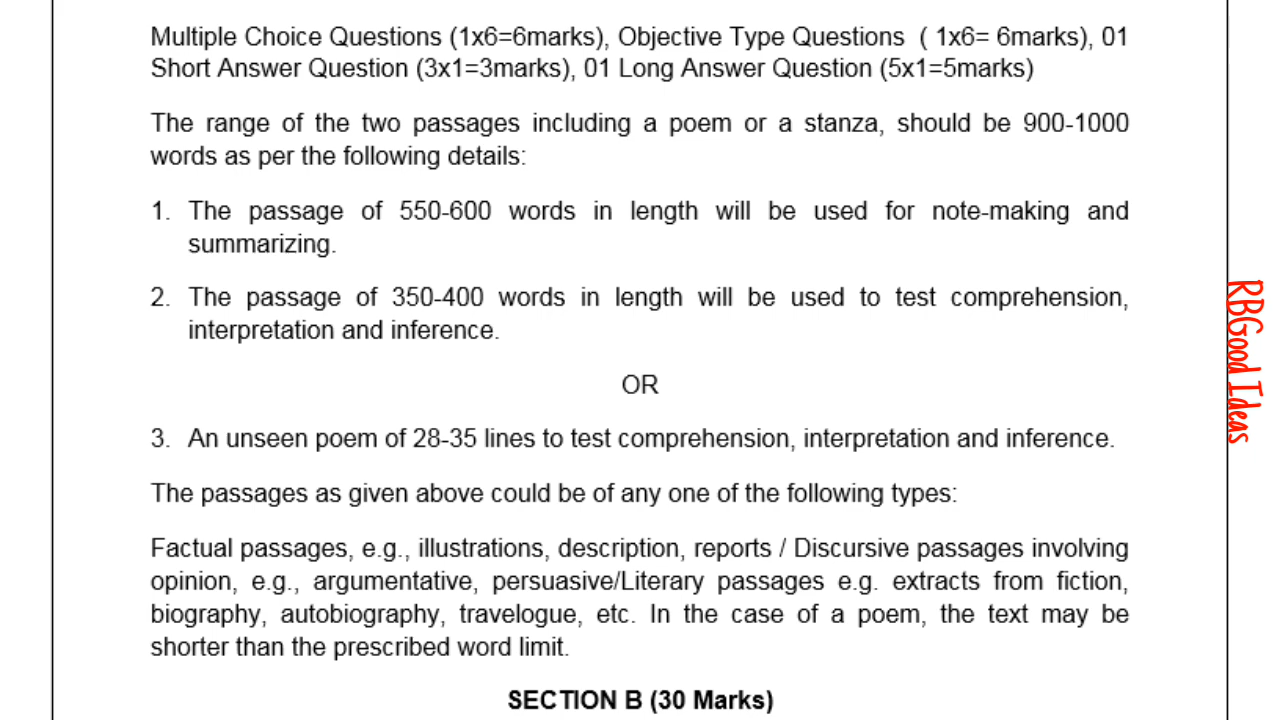 Multiple Choice Questions (1x6=6marks), Objective Type Questions ( 1x6= 6marks), 01
Short Answer Question (3x1=3marks), 01 Long Answer Question (5x1=5marks)
The range of the two passages including a poem or a stanza, should be 900-1000
words as per the following details:
1. The passage of 550-600 words in length will be used for note-making and
summarizing.
2. The passage of 350-400 words in length will be used to test comprehension,
interpretation and inference.
OR
3. An unseen poem of 28-35 lines to test comprehension, interpretation and inference.
The passages as given above could be of any one of the following types:
Factual passages, e.g., illustrations, description, reports / Discursive passages involving
opinion, e.g., argumentative, persuasive/Literary passages e.g. extracts from fiction,
biography, autobiography, travelogue, etc. In the case of a poem, the text may be
shorter than the prescribed word limit.
SECTION B (30 Marks)
RBGood Ideas